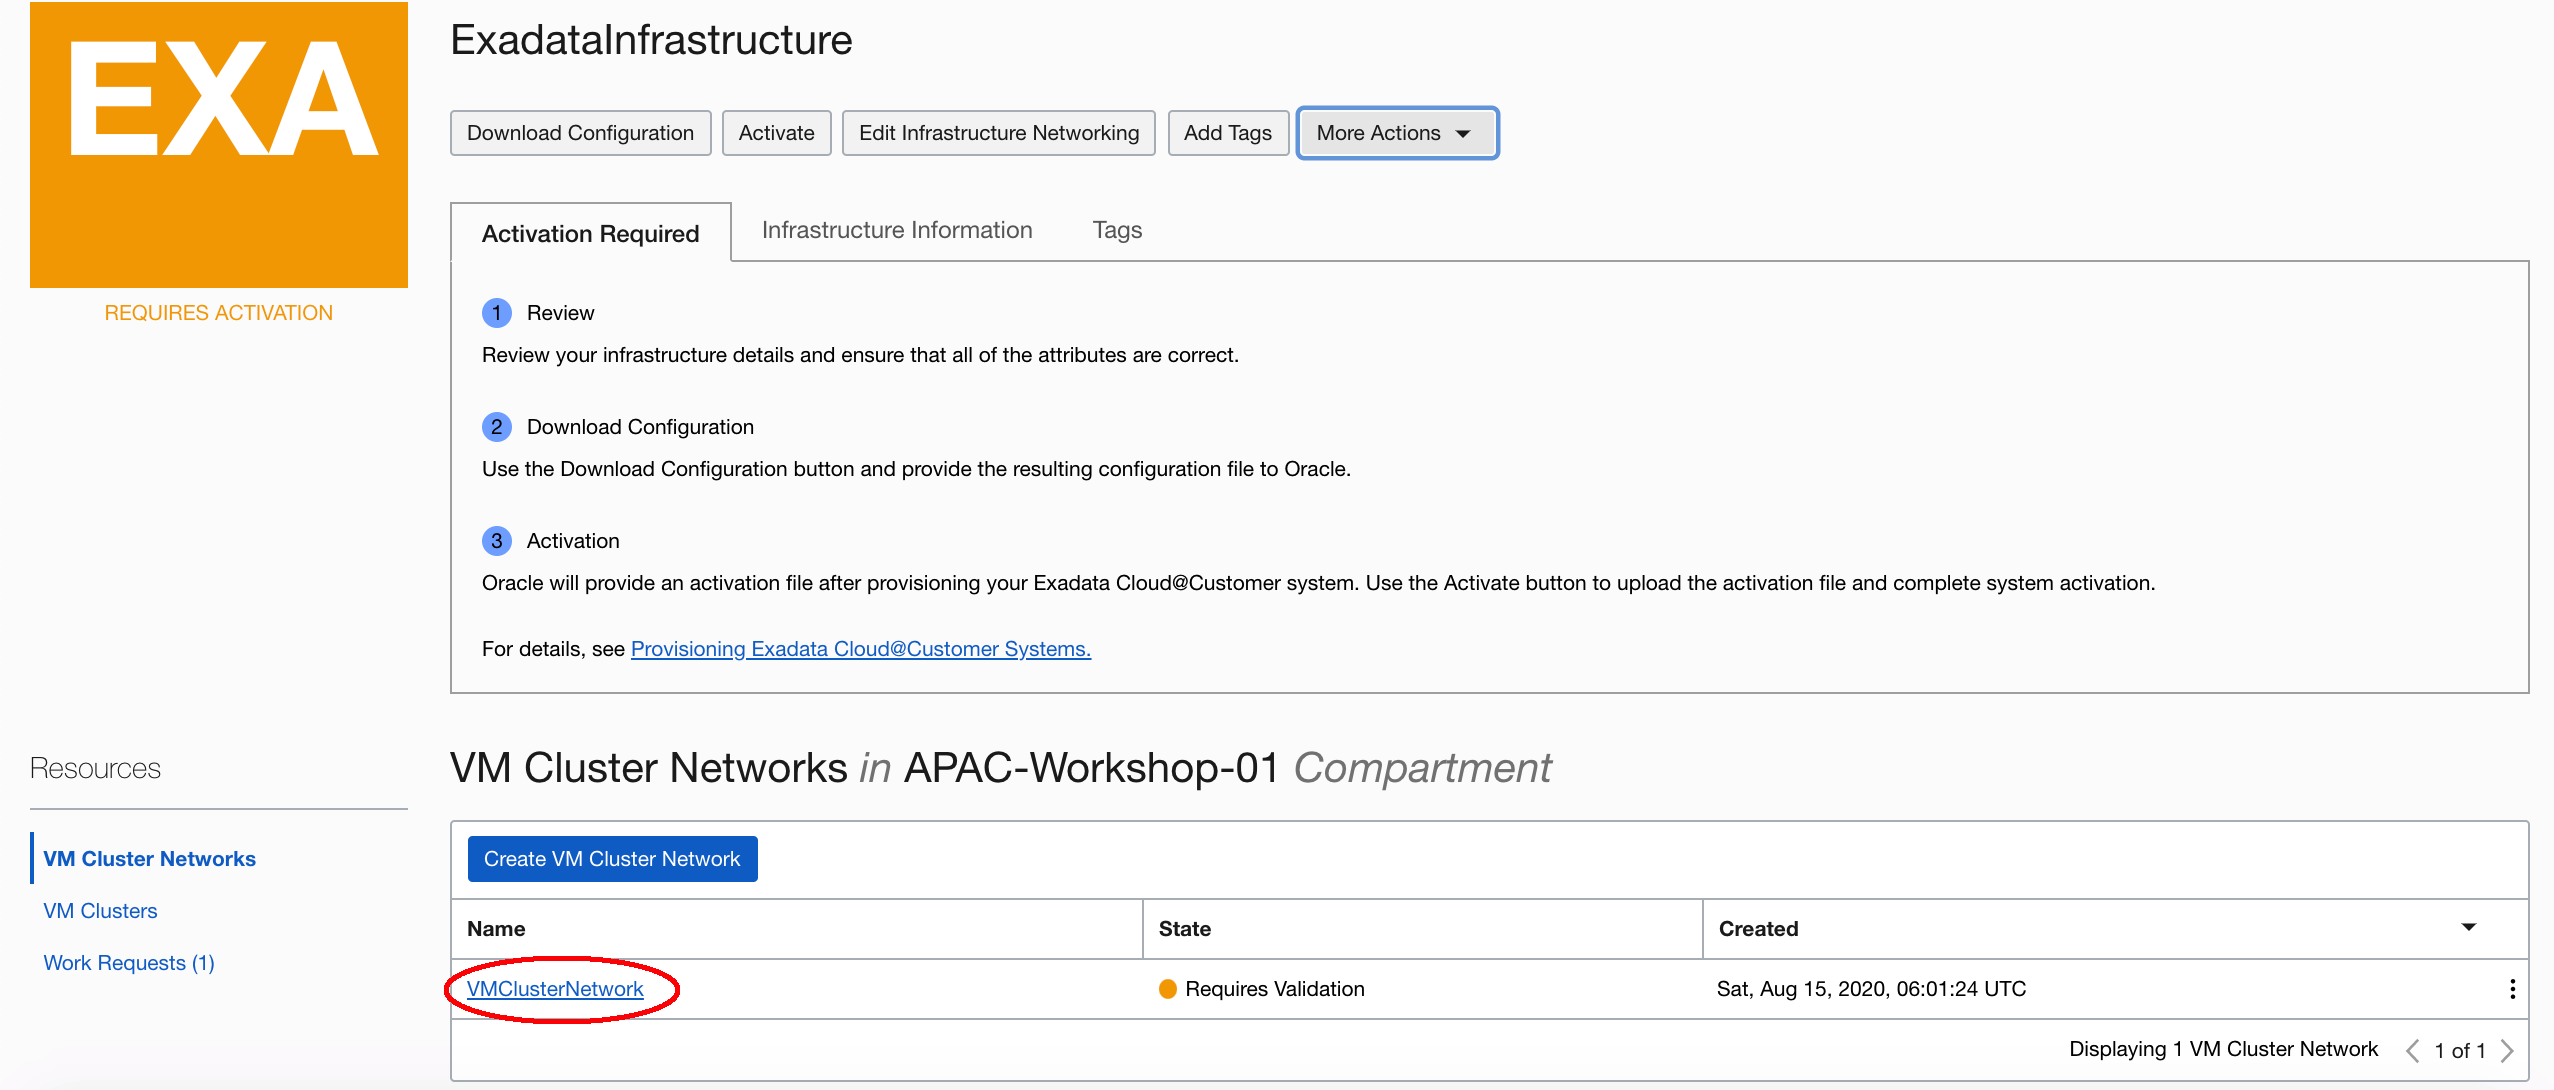 EXA
REQUIRES ACTIVATION
ExadataInfrastructure
Download Configuration Activate Edit Infrastructure Networking Add Tags More Actions
Activation Required Infrastructure Information Tags
1 Review
Review your infrastructure details and ensure that all of the attributes are correct.
2 Download Configuration
Use the Download Configuration button and provide the resulting configuration file to Oracle.
3 Activation
Oracle will provide an activation file after provisioning your Exadata Cloud@Customer system. Use the Activate button to upload the activation file and complete system activation.
For details, see Provisioning Exadata Cloud@Customer Systems.
Resources
VM Cluster Networks
VM Clusters
Work Requests (1)
VM Cluster Networks in APAC-Workshop-01 Compartment
Create VM Cluster Network
Name State Created
VMClusterNetwork Requires Validation Sat, Aug 15, 2020, 06:01:24 UTC
Displaying 1 VM Cluster Network 1 of 1